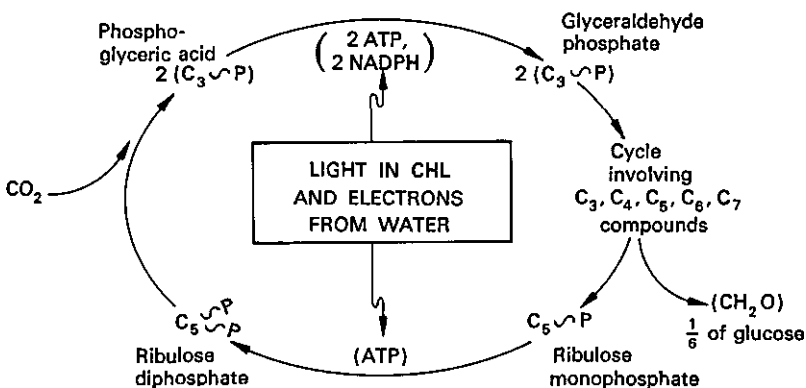 Phospho-
glyceric acid
2 (C₃ ~ P)
( 2 ATP,
2 NADPH )
Glyceraldehyde
phosphate
2 (C₃ ~ P)
CO₂
LIGHT IN CHL
AND ELECTRONS
FROM WATER
Cycle
involving
C₃, C₄, C₅, C₆, C₇
compounds
(CH₂O)
1/6 of glucose
C₅ ~ P
~ P
Ribulose
diphosphate
(ATP)
C₅ ~ P
Ribulose
monophosphate